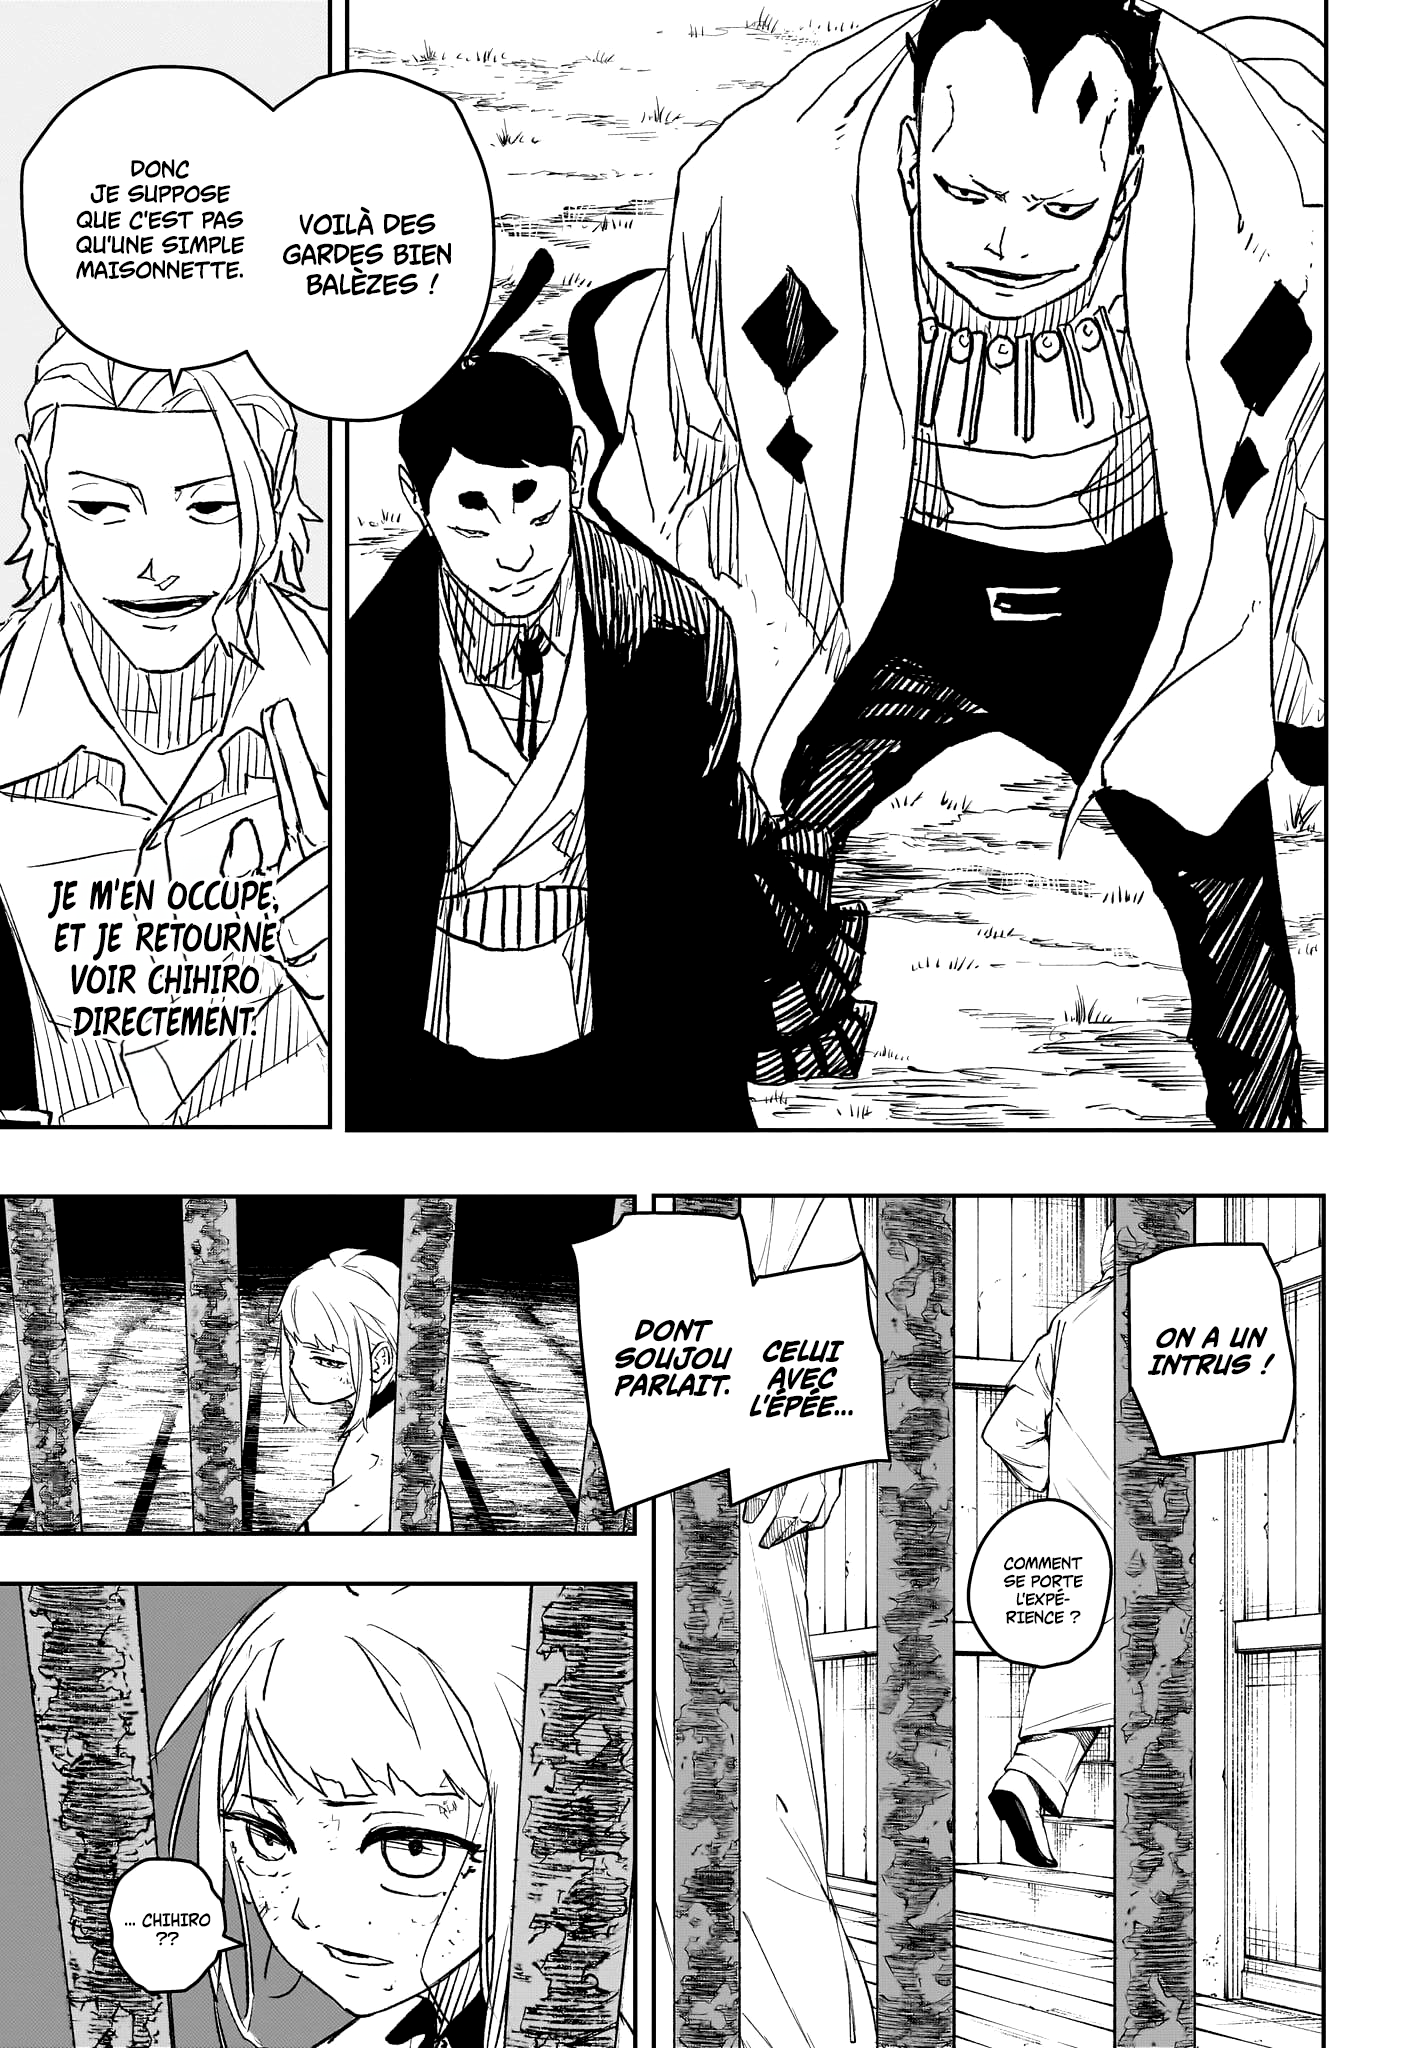 VOILÀ DES
GARDES BIEN
BALÈZES !
DONC
JE SUPPOSE
QUE C'EST PAS
QU'UNE SIMPLE
MAISONNETTE.
JE M'EN OCCUPE,
ET JE RETOURNE
VOIR CHIHIRO
DIRECTEMENT.
ON A UN
INTRUS !
COMMENT
SE PORTE
L'EXPÉ-
RIENCE ?
CELUI
AVEC
L'ÉPÉE...
DONT
SOUJOU
PARLAIT.
... CHIHIRO
??